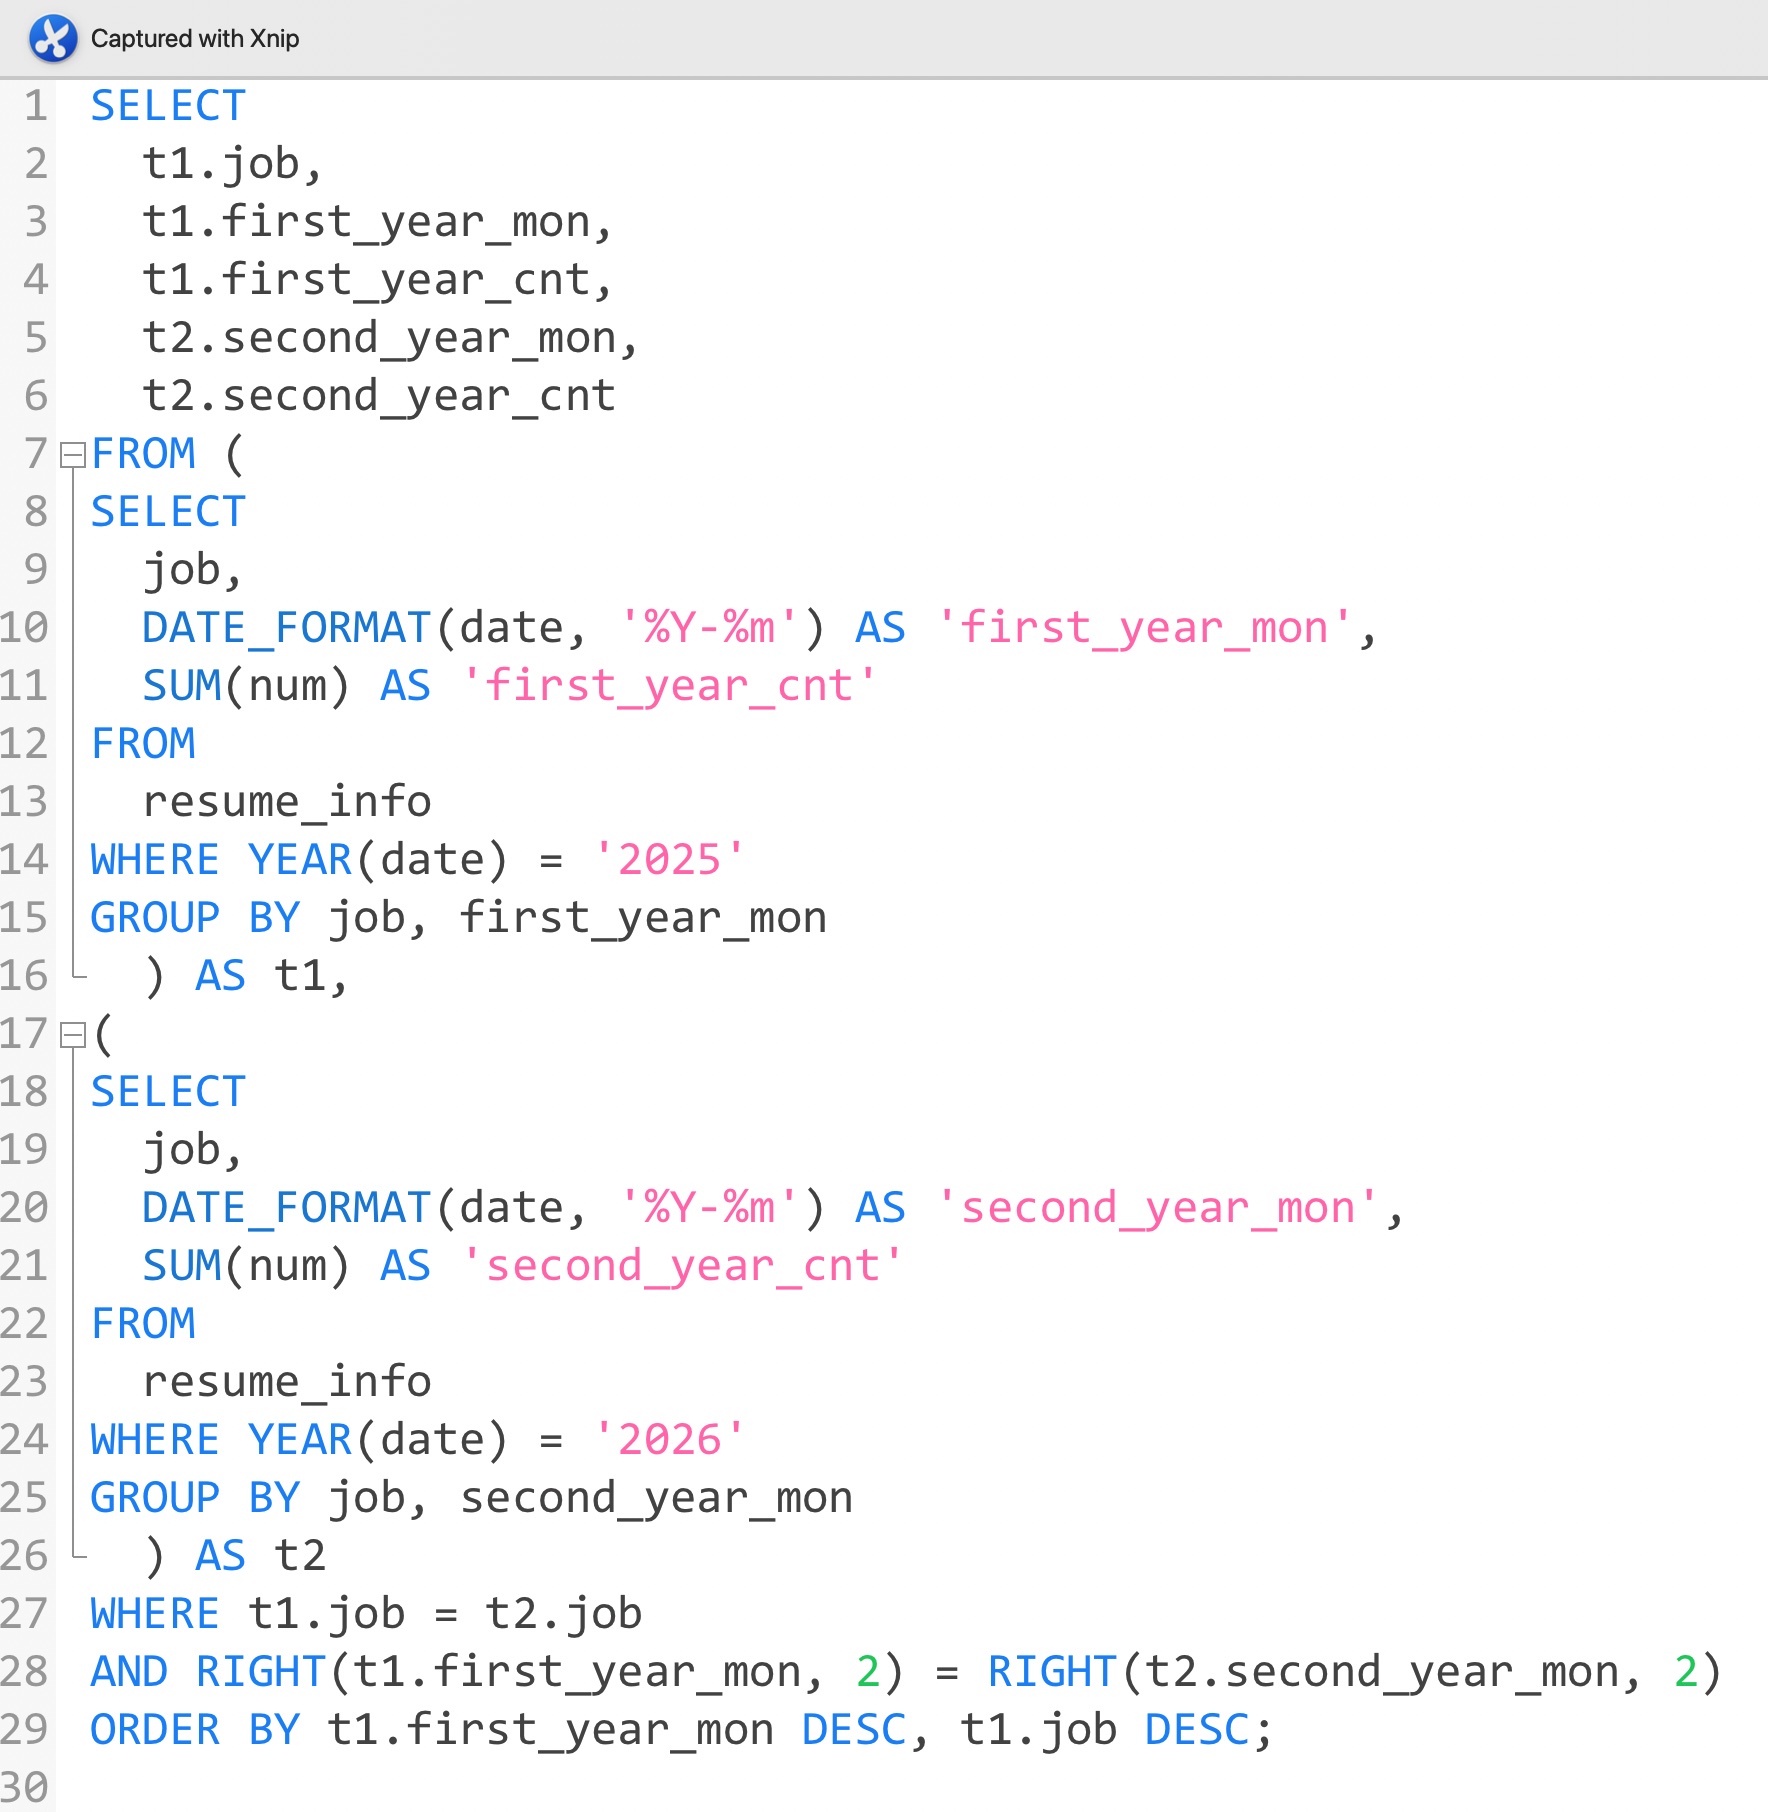 Captured with Xnip
1 SELECT
2   t1.job,
3   t1.first_year_mon,
4   t1.first_year_cnt,
5   t2.second_year_mon,
6   t2.second_year_cnt
7 FROM (
8 SELECT
9   job,
10   DATE_FORMAT(date, '%Y-%m') AS 'first_year_mon',
11   SUM(num) AS 'first_year_cnt'
12 FROM
13   resume_info
14 WHERE YEAR(date) = '2025'
15 GROUP BY job, first_year_mon
16   ) AS t1,
17 (
18 SELECT
19   job,
20   DATE_FORMAT(date, '%Y-%m') AS 'second_year_mon',
21   SUM(num) AS 'second_year_cnt'
22 FROM
23   resume_info
24 WHERE YEAR(date) = '2026'
25 GROUP BY job, second_year_mon
26   ) AS t2
27 WHERE t1.job = t2.job
28 AND RIGHT(t1.first_year_mon, 2) = RIGHT(t2.second_year_mon, 2)
29 ORDER BY t1.first_year_mon DESC, t1.job DESC;
30